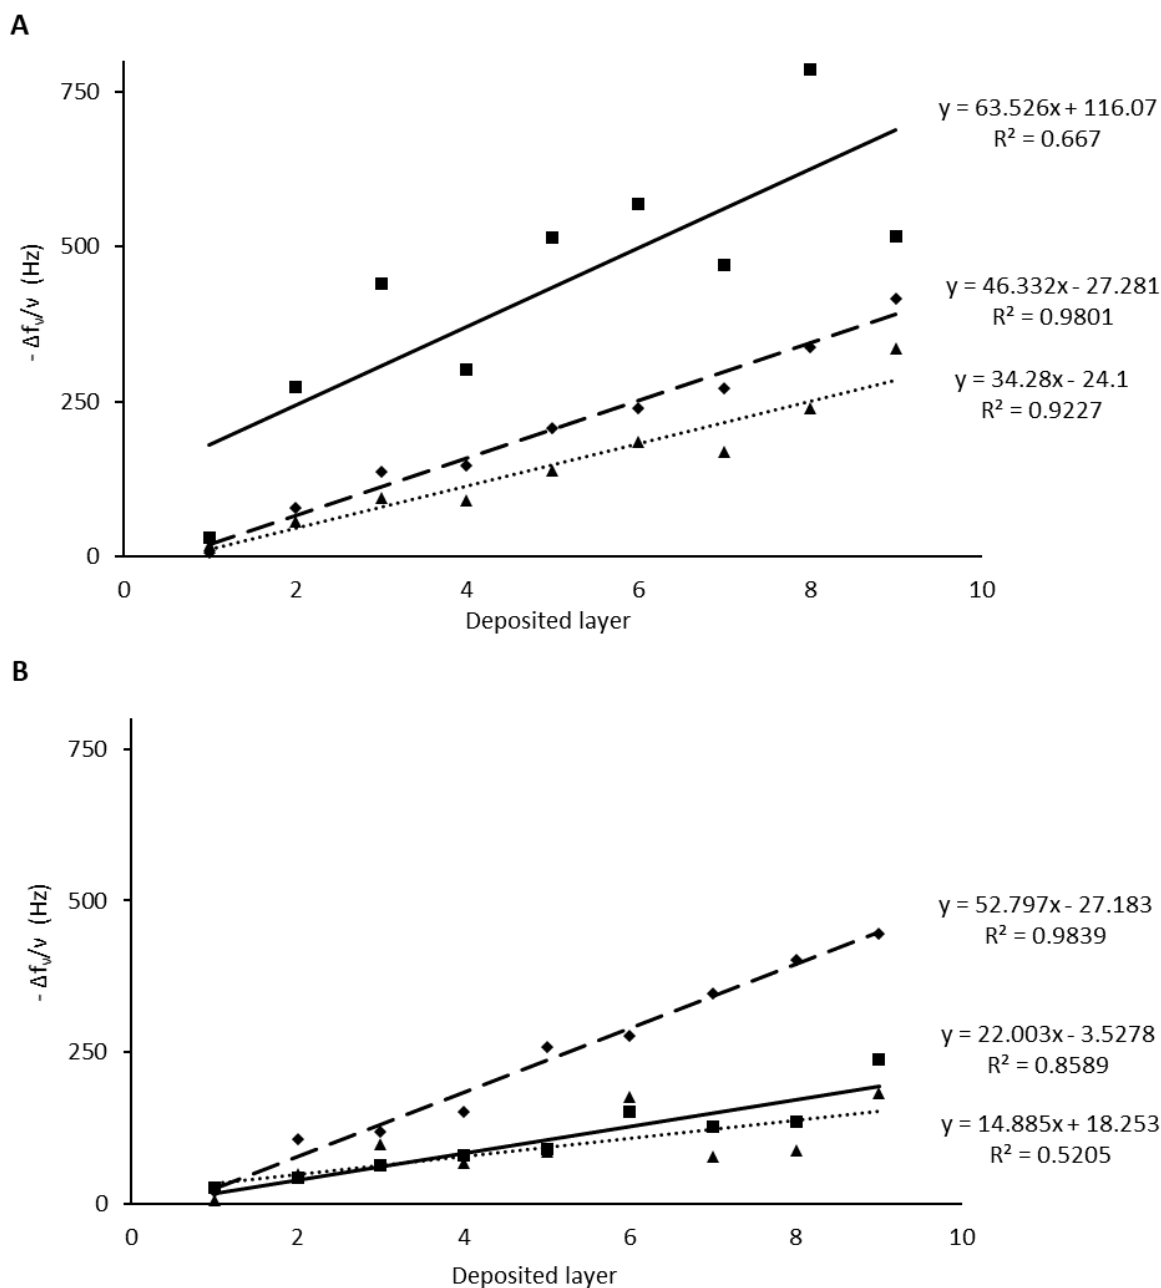 A
750
500
250
0
- Δfᵥ/ν (Hz)
0 2 4 6 8 10
Deposited layer
y = 63.526x + 116.07
R² = 0.667
y = 46.332x - 27.281
R² = 0.9801
y = 34.28x - 24.1
R² = 0.9227
B
750
500
250
0
- Δfᵥ/ν (Hz)
0 2 4 6 8 10
Deposited layer
y = 52.797x - 27.183
R² = 0.9839
y = 22.003x - 3.5278
R² = 0.8589
y = 14.885x + 18.253
R² = 0.5205